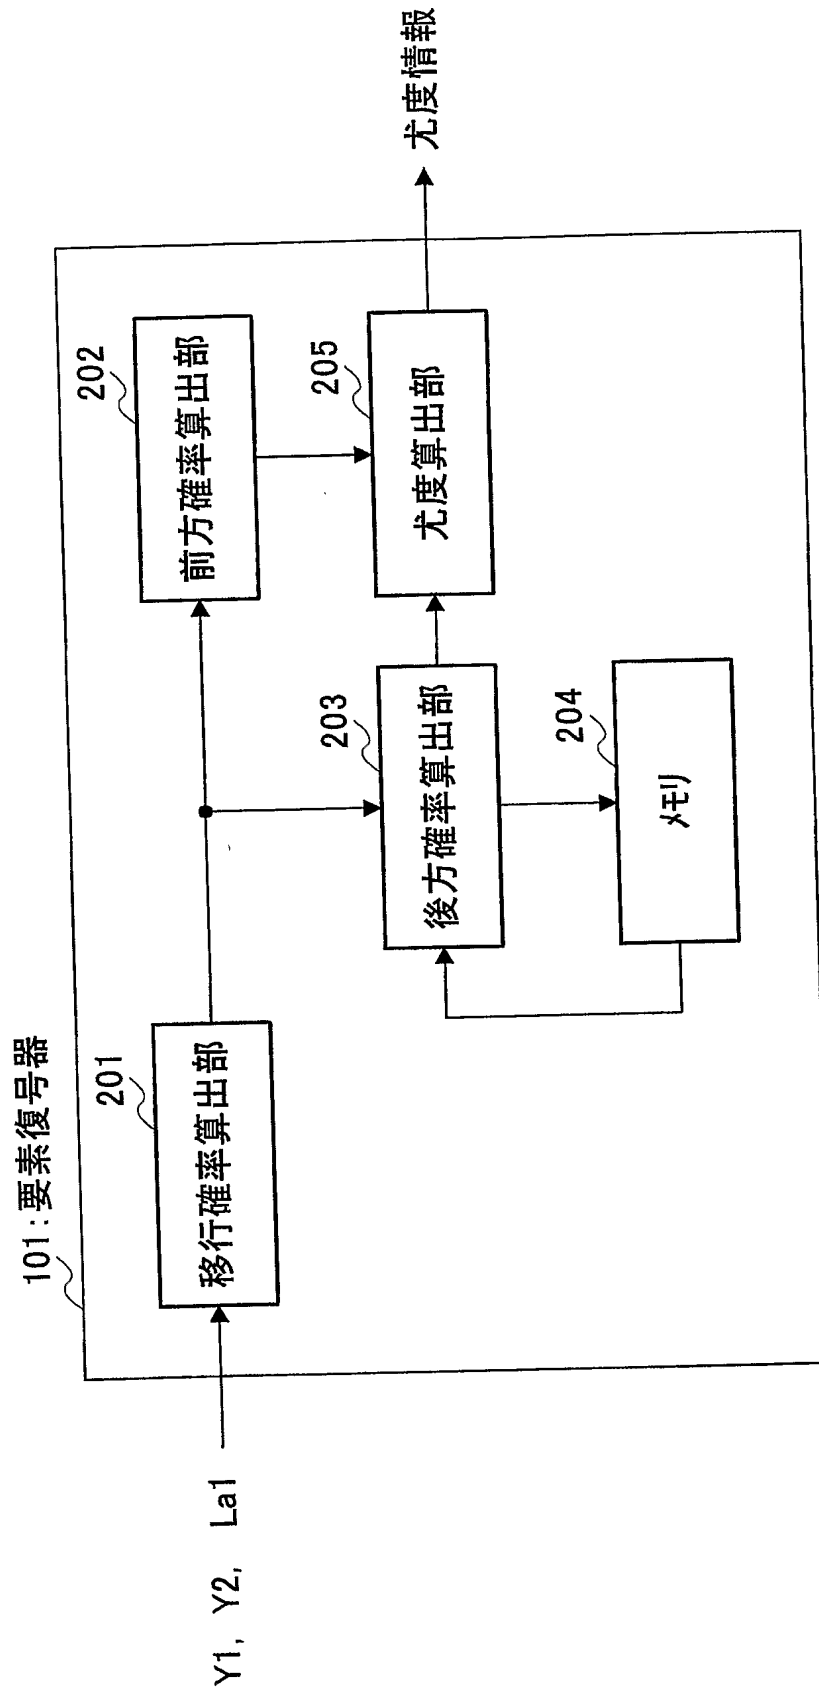 101:要素復号器
Y1, Y2, La1
201
移行確率算出部
202
前方確率算出部
203
後方確率算出部
204
メモリ
205
尤度算出部
尤度情報